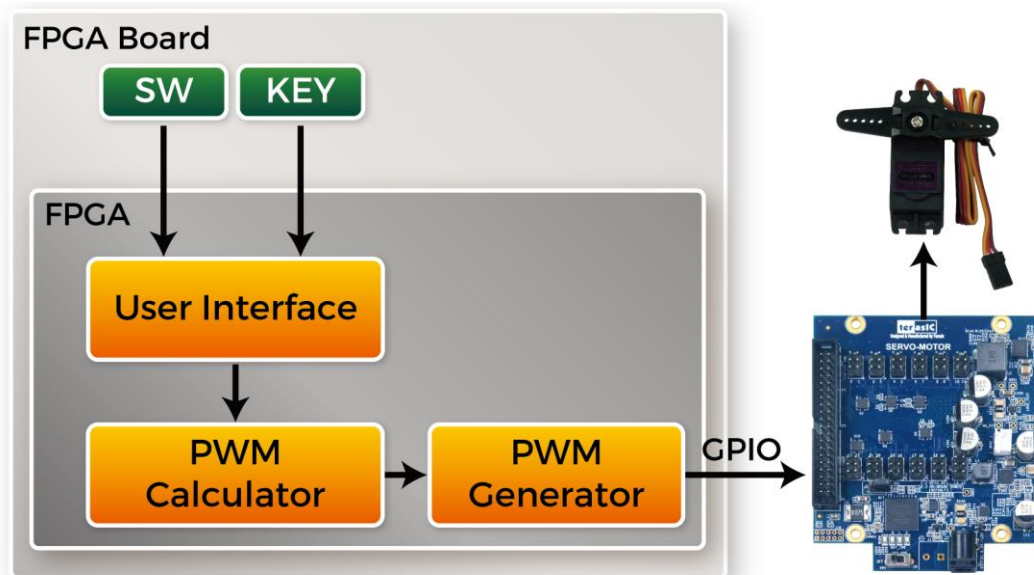 FPGA Board
SW
KEY
FPGA
User Interface
PWM
Calculator
PWM
Generator
GPIO
terasic
SERVO-MOTOR